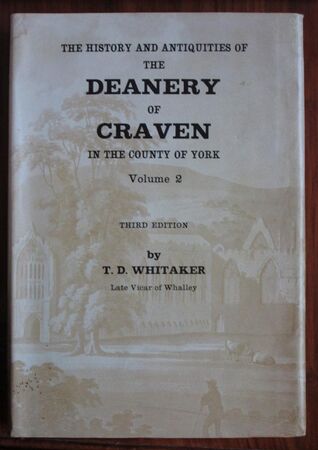 THE HISTORY AND ANTIQUITIES OF
THE
DEANERY
OF
CRAVEN
IN THE COUNTY OF YORK
Volume 2
THIRD EDITION
by
T. D. WHITAKER
Late Vicar of Whalley